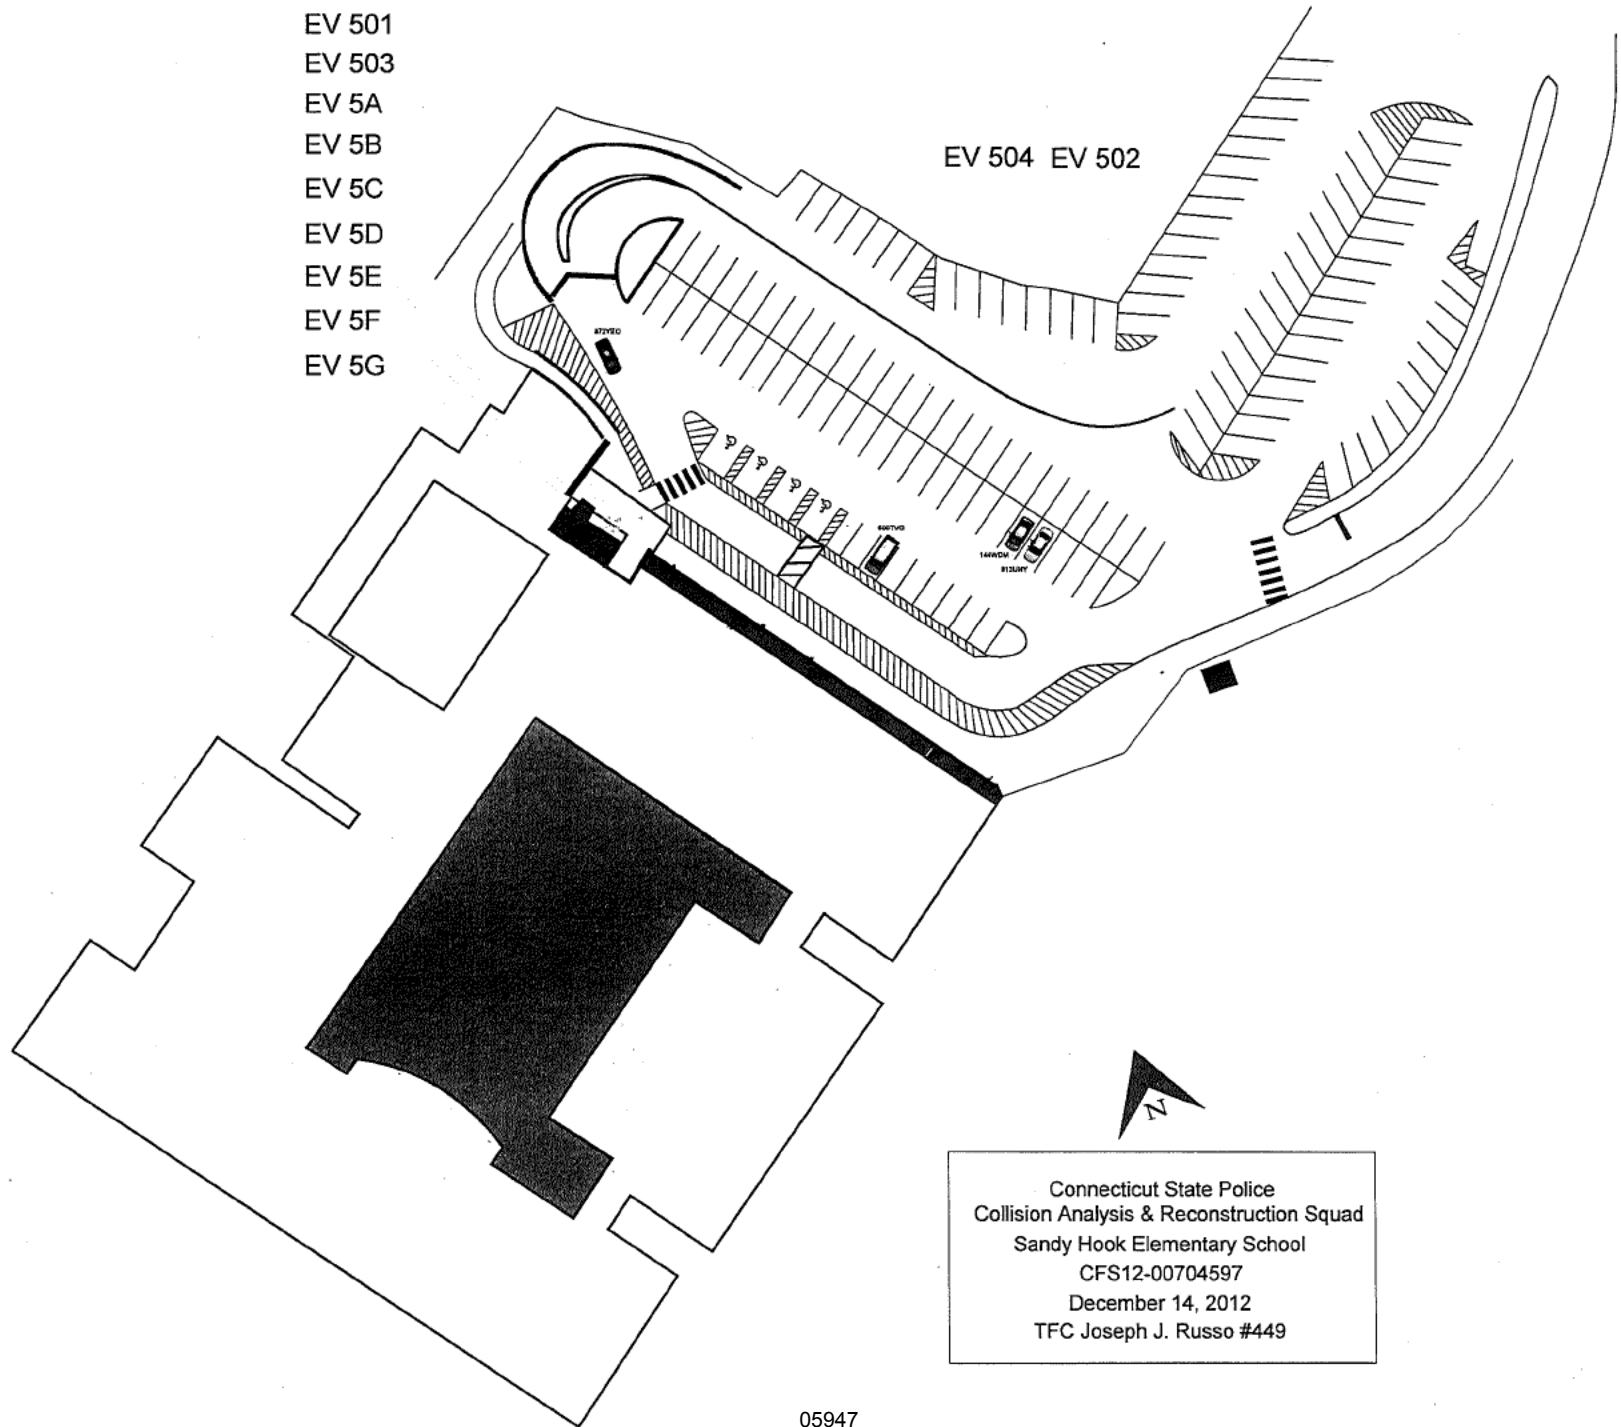 EV 501
EV 503
EV 5A
EV 5B
EV 5C
EV 5D
EV 5E
EV 5F
EV 5G
EV 504 EV 502
872YEO
144WDM
N
Connecticut State Police
Collision Analysis & Reconstruction Squad
Sandy Hook Elementary School
CFS12-00704597
December 14, 2012
TFC Joseph J. Russo #449
05947